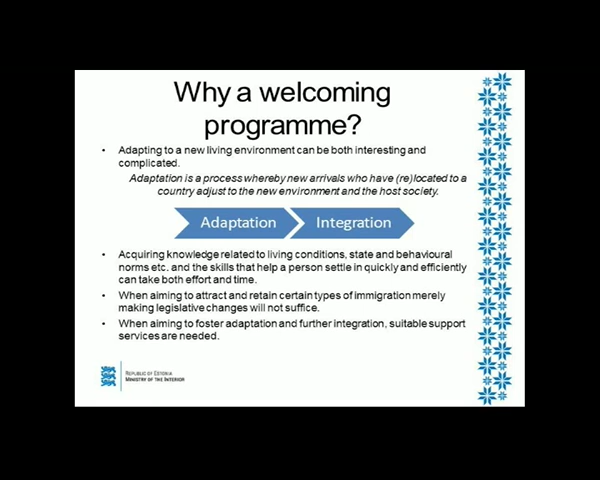 Why a welcoming
programme?
• Adapting to a new living environment can be both interesting and
complicated.
Adaptation is a process whereby new arrivals who have (re)located to a
country adjust to the new environment and the host society.
Adaptation Integration
• Acquiring knowledge related to living conditions, state and behavioural
norms etc. and the skills that help a person settle in quickly and efficiently
can take both effort and time.
• When aiming to attract and retain certain types of immigration merely
making legislative changes will not suffice.
• When aiming to foster adaptation and further integration, suitable support
services are needed.
REPUBLIC OF ESTONIA
MINISTRY OF THE INTERIOR